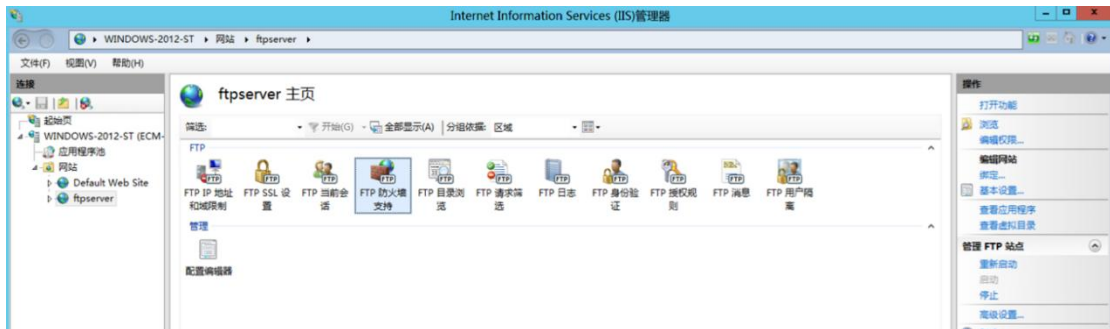 Internet Information Services (IIS)管理器
WINDOWS-2012-ST ▸ 网站 ▸ ftpserver ▸
文件(F) 视图(V) 帮助(H)
连接
起始页
WINDOWS-2012-ST (ECM-
应用程序池
网站
Default Web Site
ftpserver
ftpserver 主页
筛选: 开始(G) 全部显示(A) 分组依据: 区域
FTP
FTP IP 地址和域限制
FTP SSL 设置
FTP 当前会话
FTP 防火墙支持
FTP 目录浏览
FTP 请求筛选
FTP 日志
FTP 身份验证
FTP 授权规则
FTP 消息
FTP 用户隔离
管理
配置编辑器
操作
打开功能
浏览
编辑权限...
编辑网站
绑定...
基本设置...
查看应用程序
查看虚拟目录
管理 FTP 站点
重新启动
启动
停止
高级设置...